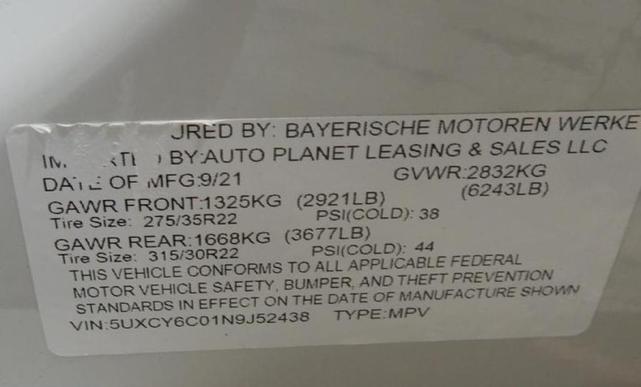 JRED BY: BAYERISCHE MOTOREN WERKE
BY:AUTO PLANET LEASING & SALES LLC
DATE OF MFG:9/21 GVWR:2832KG
(6243LB)
GAWR FRONT:1325KG (2921LB)
Tire Size: 275/35R22 PSI(COLD): 38
GAWR REAR:1668KG (3677LB)
Tire Size: 315/30R22 PSI(COLD): 44
THIS VEHICLE CONFORMS TO ALL APPLICABLE FEDERAL
MOTOR VEHICLE SAFETY, BUMPER, AND THEFT PREVENTION
STANDARDS IN EFFECT ON THE DATE OF MANUFACTURE SHOWN
VIN:5UXCY6C01N9J52438 TYPE:MPV